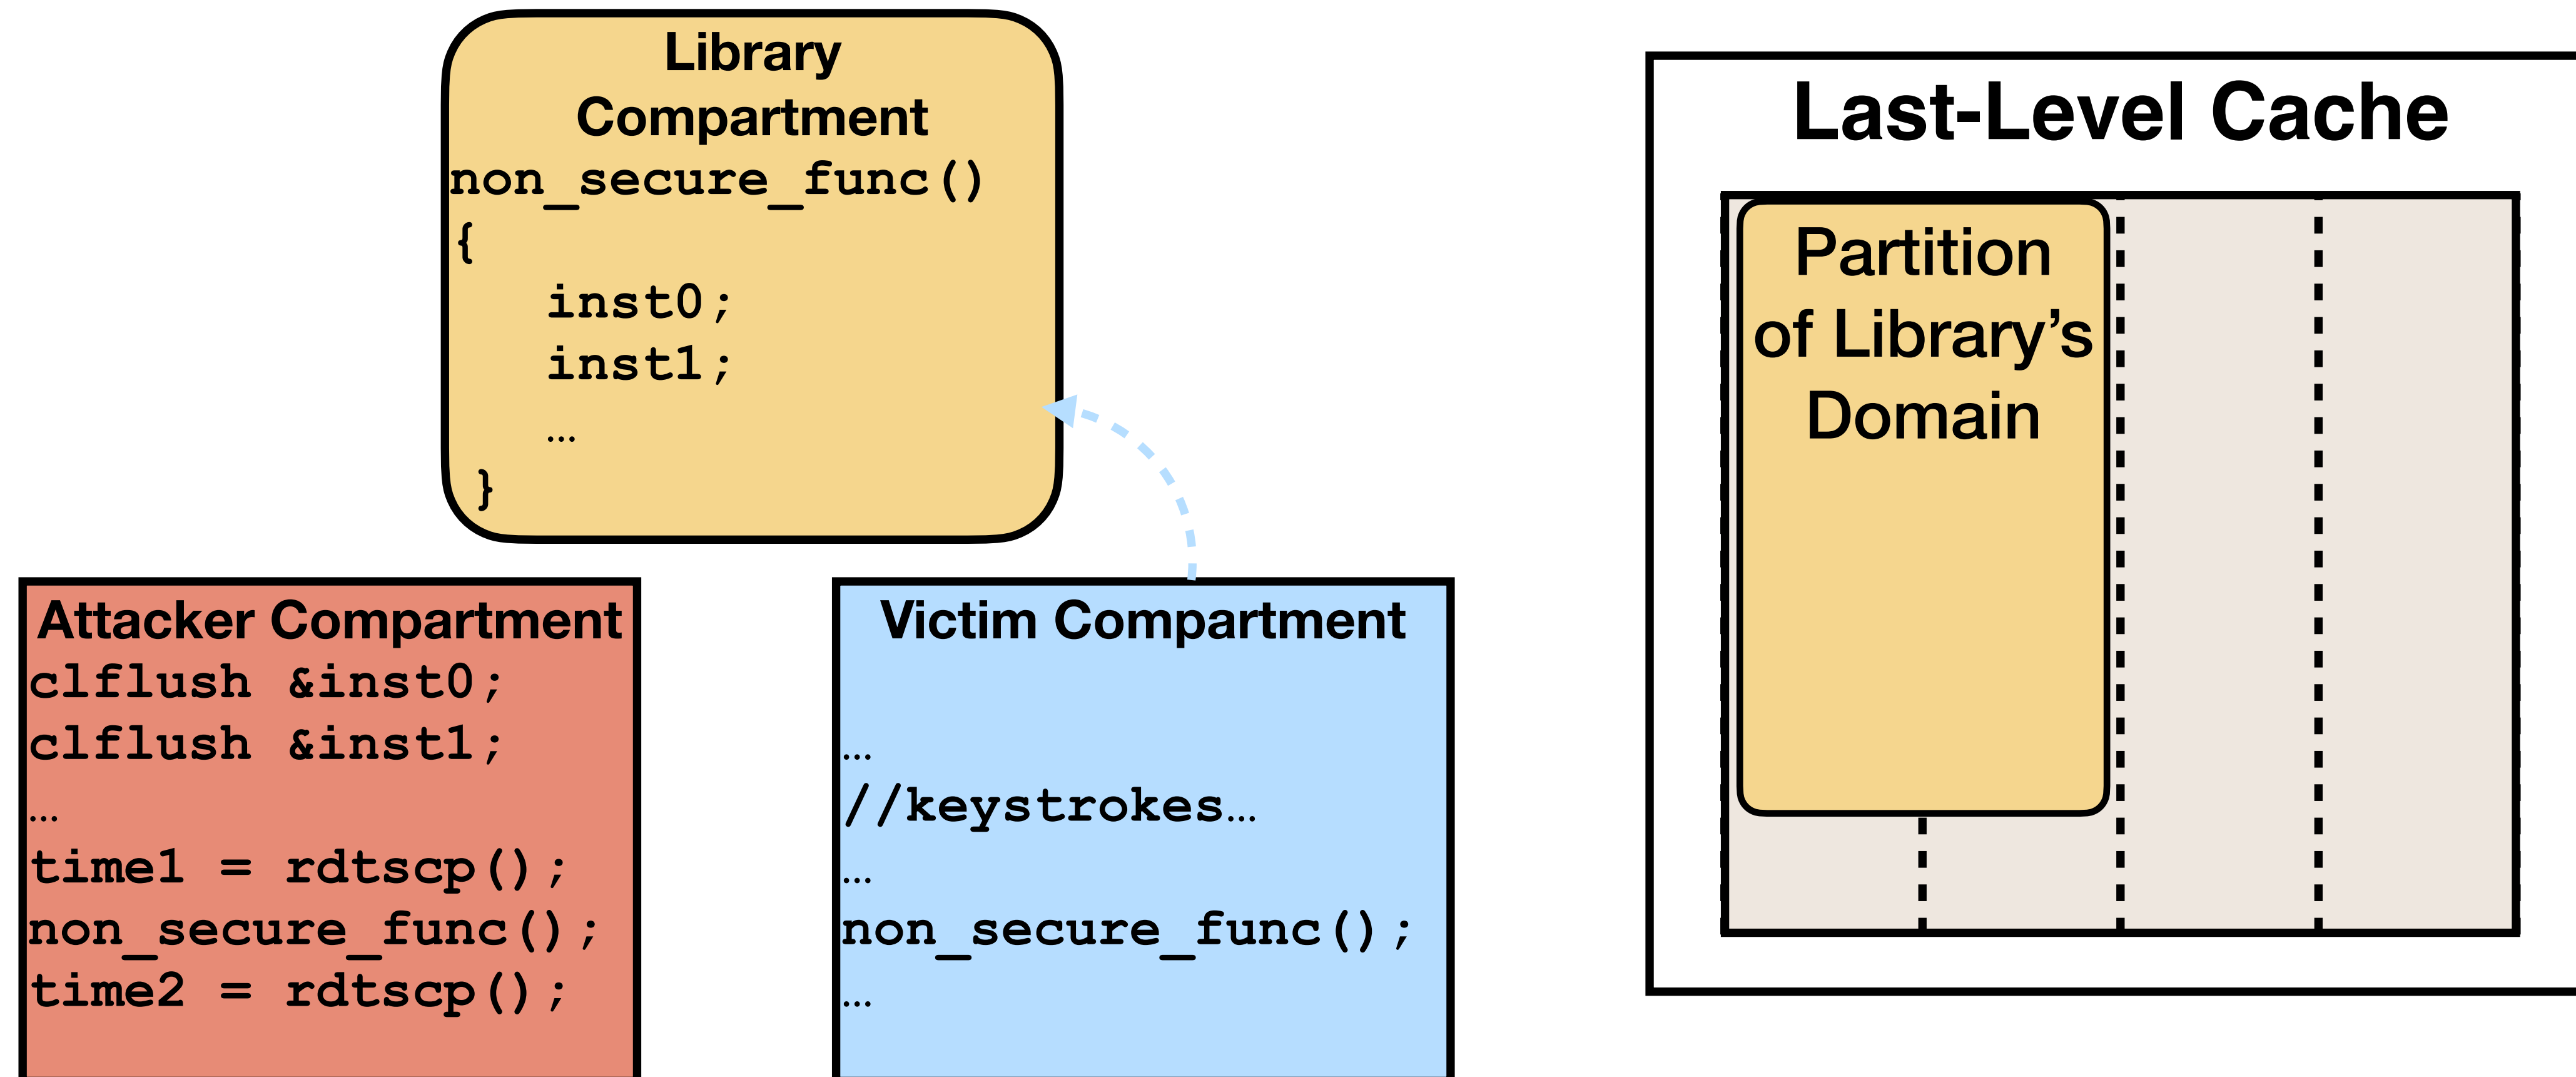 Library
Compartment
non_secure_func()
{
inst0;
inst1;
…
}
Attacker Compartment
clflush &inst0;
clflush &inst1;
…
time1 = rdtscp();
non_secure_func();
time2 = rdtscp();
Victim Compartment
…
//keystrokes…
…
non_secure_func();
…
Last-Level Cache
Partition
of Library’s
Domain